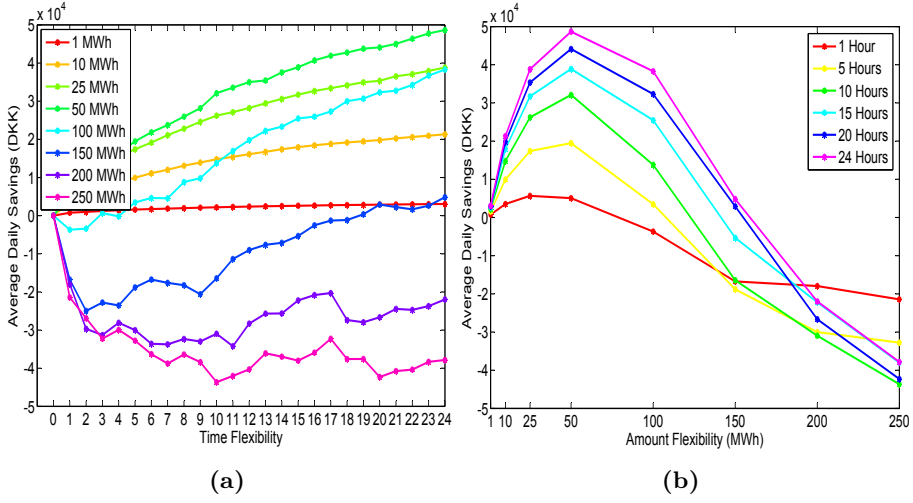 x 10^4
5
4
3
2
1
0
-1
-2
-3
-4
-5
Average Daily Savings (DKK)
1 MWh
10 MWh
25 MWh
50 MWh
100 MWh
150 MWh
200 MWh
250 MWh
0 1 2 3 4 5 6 7 8 9 10 11 12 13 14 15 16 17 18 19 20 21 22 23 24
Time Flexibility
(a)
x 10^4
5
4
3
2
1
0
-1
-2
-3
-4
-5
Average Daily Savings (DKK)
1 Hour
5 Hours
10 Hours
15 Hours
20 Hours
24 Hours
1 10 25 50 100 150 200 250
Amount Flexibility (MWh)
(b)